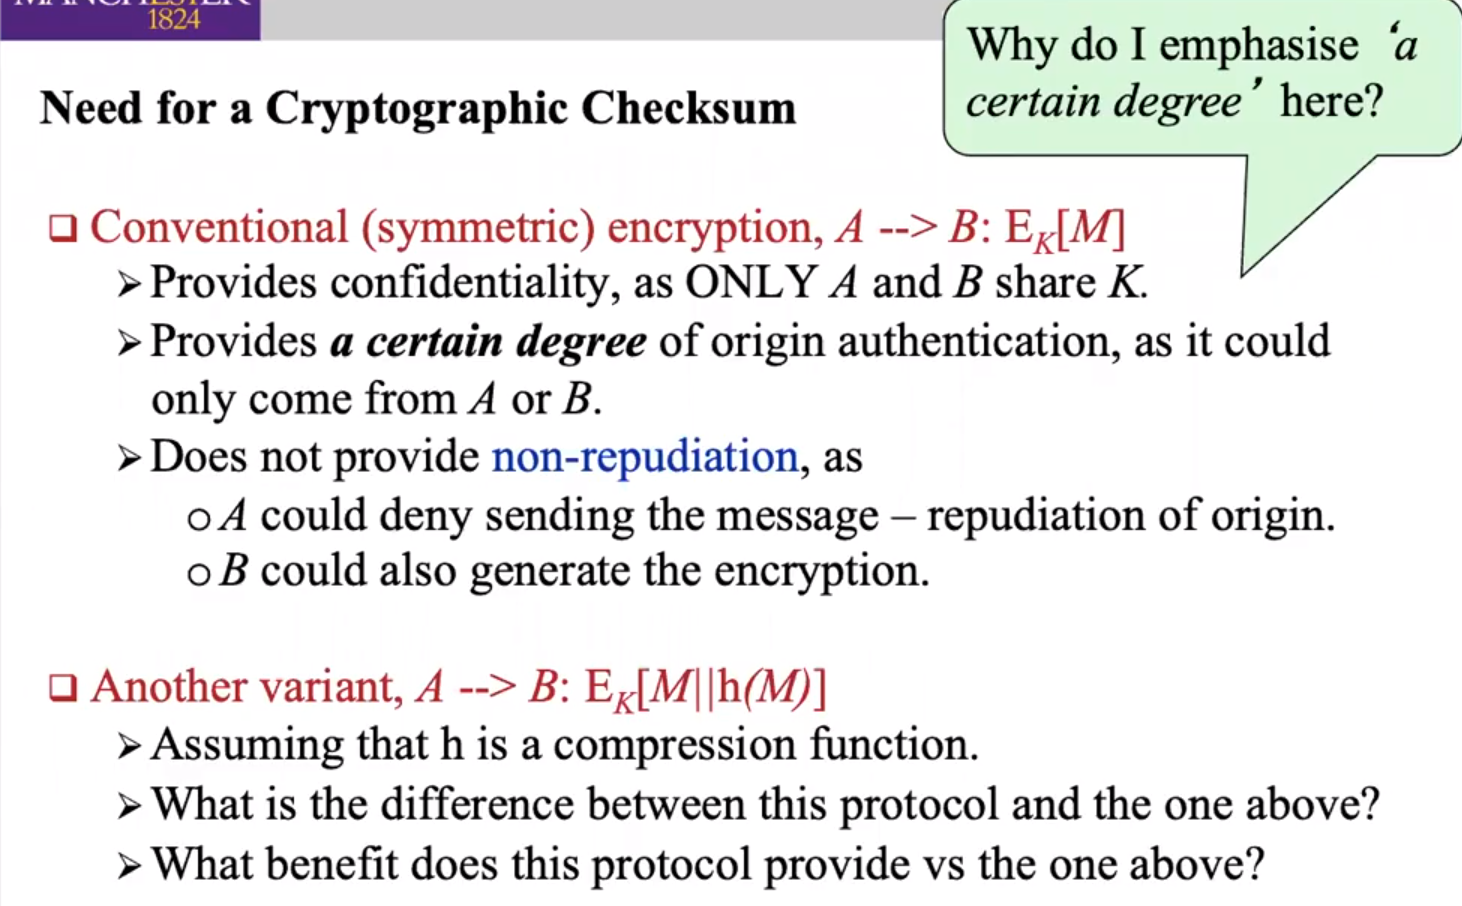 MANCHESTER
1824
Why do I emphasise ‘a
certain degree’ here?
Need for a Cryptographic Checksum
❑ Conventional (symmetric) encryption, A --> B: E_K[M]
➢ Provides confidentiality, as ONLY A and B share K.
➢ Provides a certain degree of origin authentication, as it could
only come from A or B.
➢ Does not provide non-repudiation, as
o A could deny sending the message – repudiation of origin.
o B could also generate the encryption.
❑ Another variant, A --> B: E_K[M||h(M)]
➢ Assuming that h is a compression function.
➢ What is the difference between this protocol and the one above?
➢ What benefit does this protocol provide vs the one above?